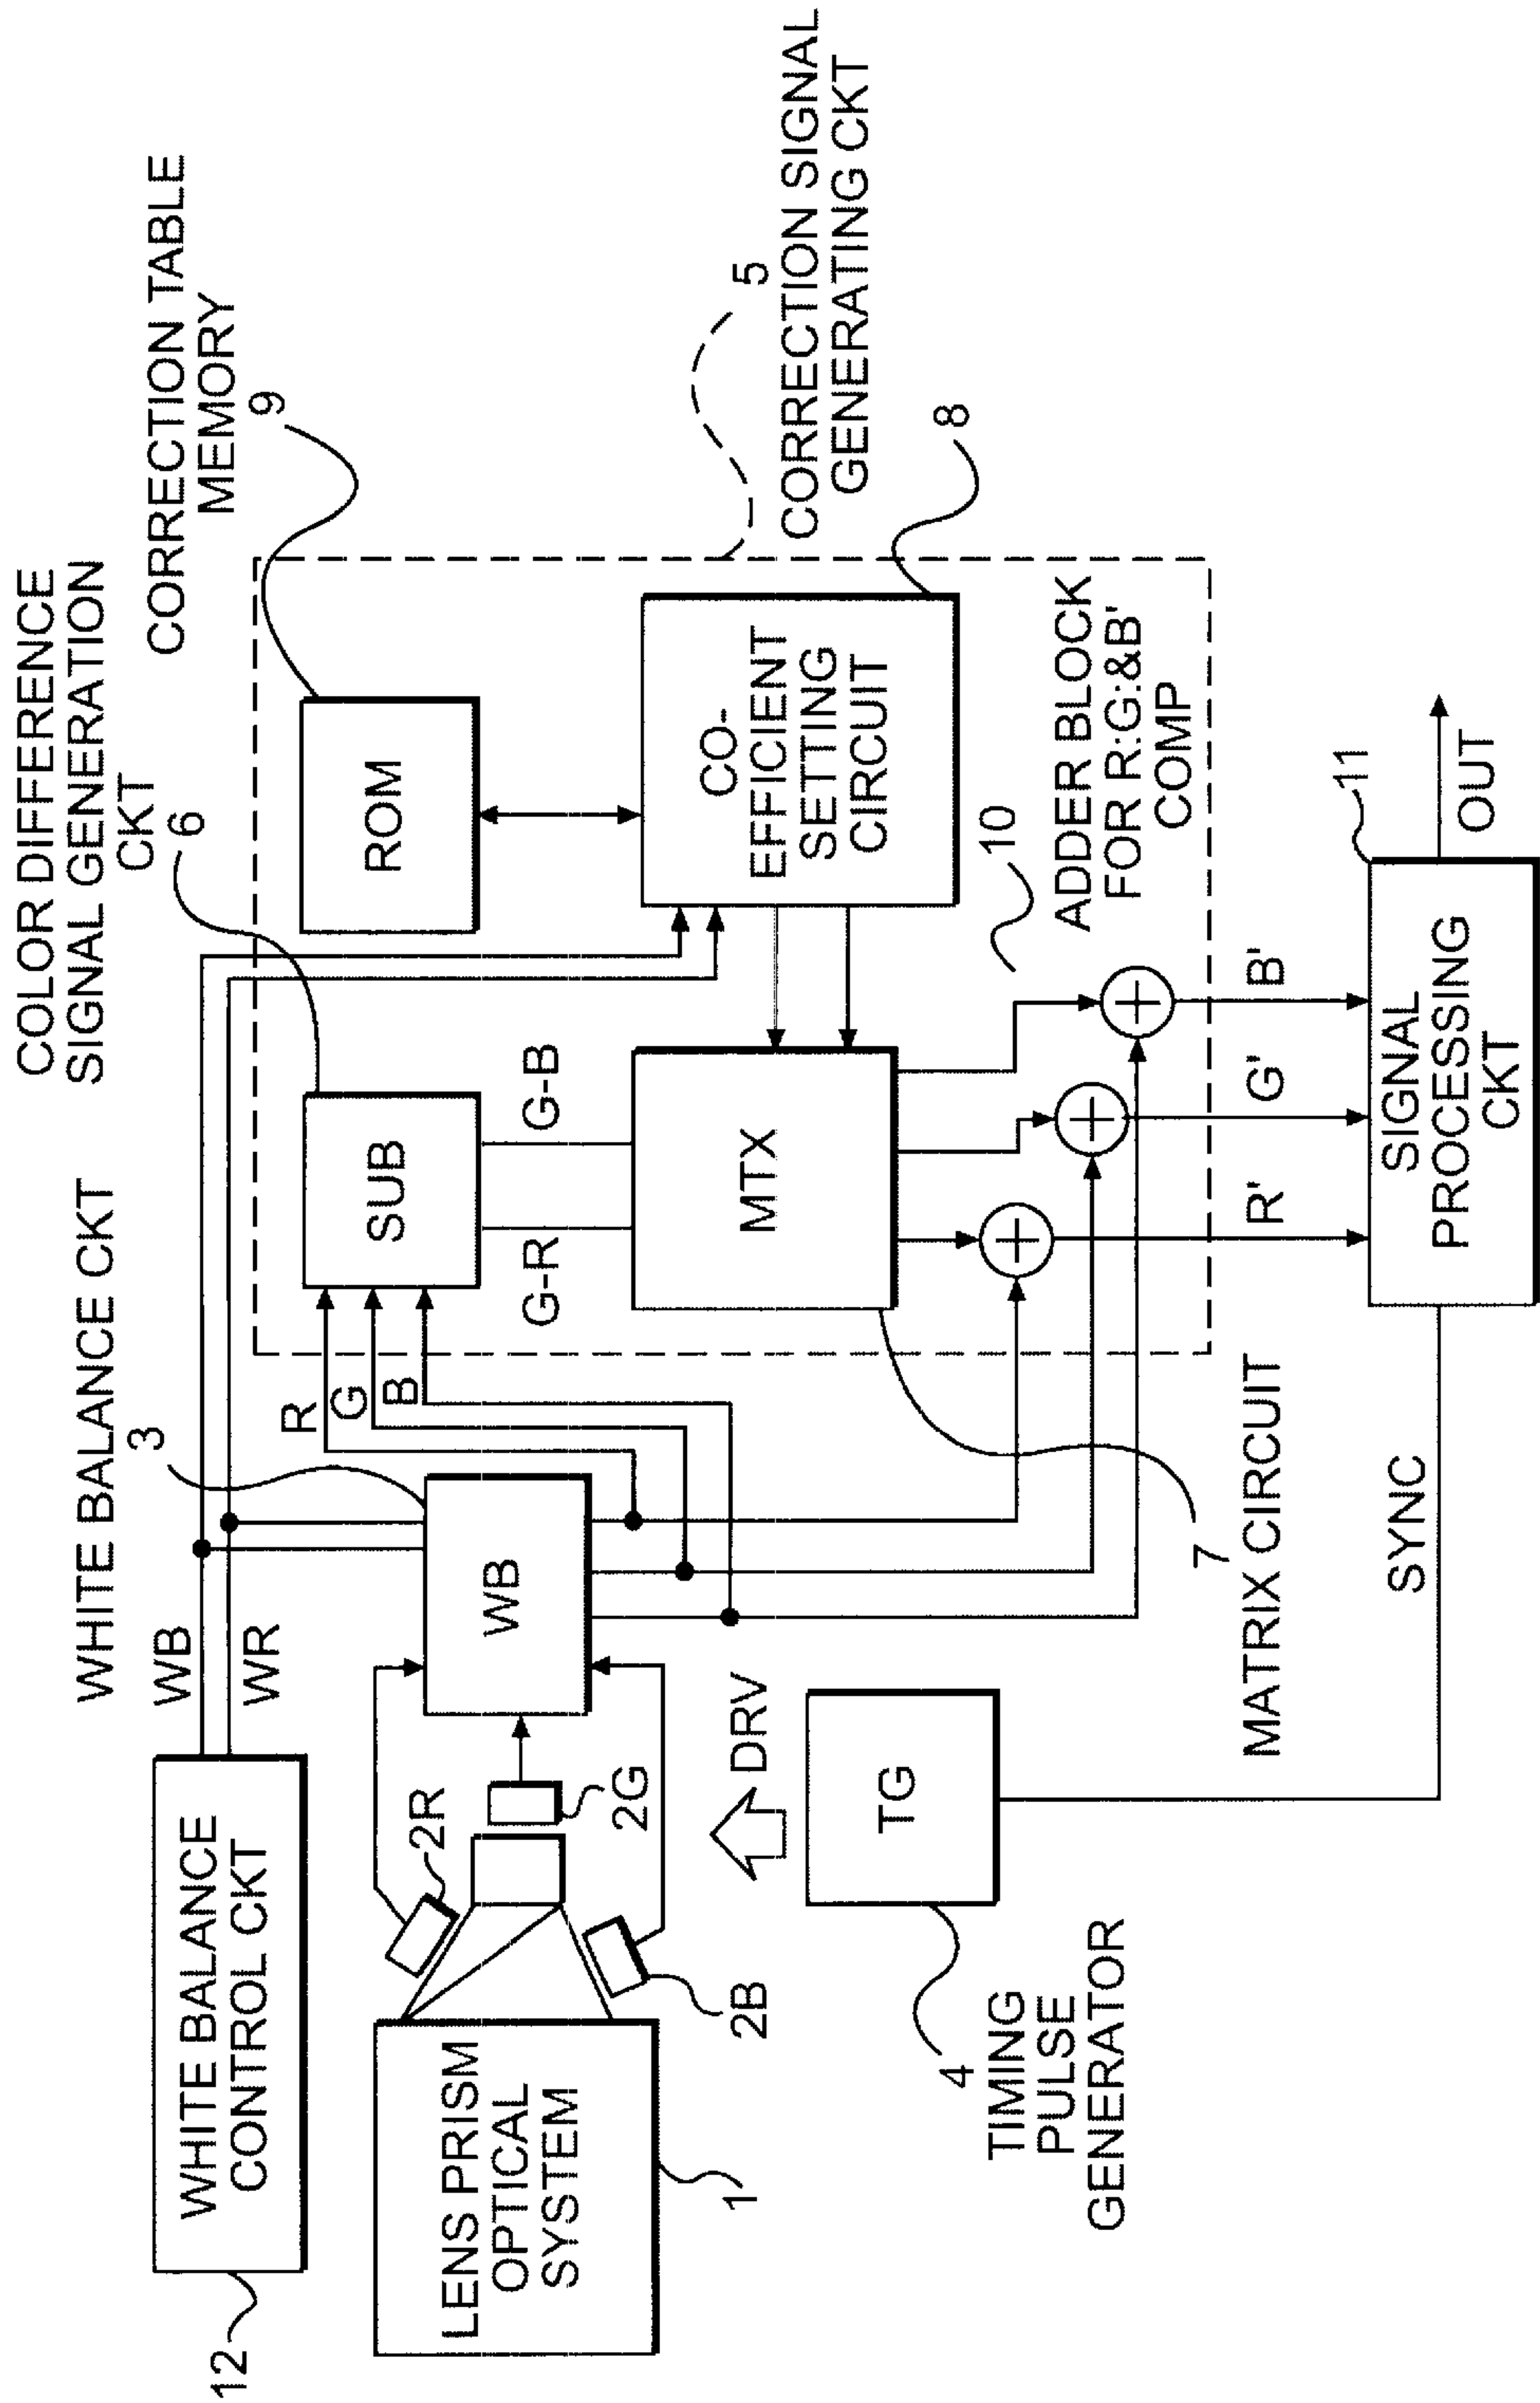 COLOR DIFFERENCE
SIGNAL GENERATION
CKT
6
CORRECTION TABLE
MEMORY
9
WHITE BALANCE CKT
3
5
CORRECTION SIGNAL
GENERATING CKT
WHITE BALANCE
CONTROL CKT
12
WB
WR
R
G
B
SUB
ROM
G-R
G-B
LENS PRISM
OPTICAL
SYSTEM
1
2R
2G
2B
WB
MTX
CO-
EFFICIENT
SETTING
CIRCUIT
8
DRV
TG
4
TIMING
PULSE
GENERATOR
7
MATRIX CIRCUIT
10
ADDER BLOCK
FOR R:G:&B'
COMP
R'
G'
B'
SYNC
SIGNAL
PROCESSING
CKT
11
OUT